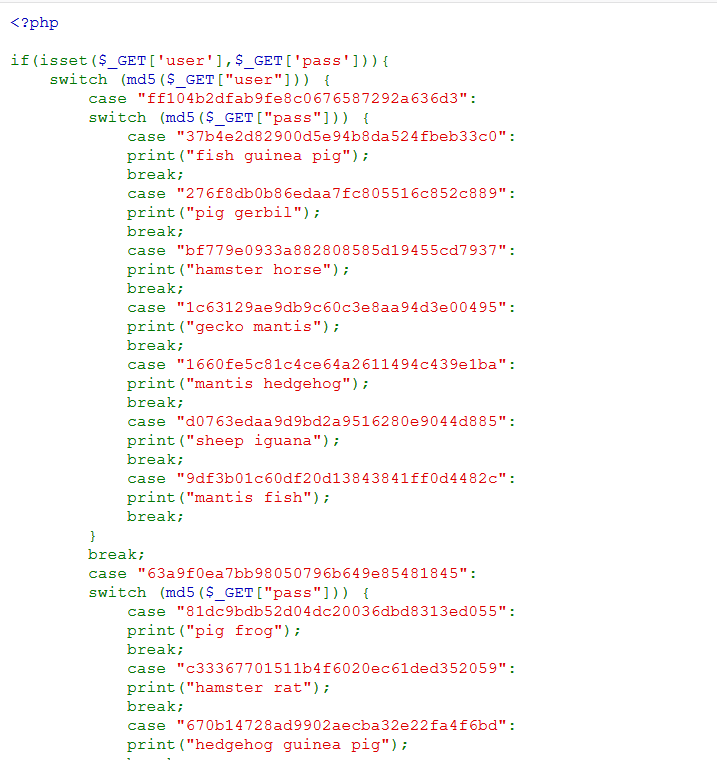 <?php
if(isset($_GET['user'],$_GET['pass'])){
switch (md5($_GET["user"])) {
case "ff104b2dfab9fe8c0676587292a636d3":
switch (md5($_GET["pass"])) {
case "37b4e2d82900d5e94b8da524fbeb33c0":
print("fish guinea pig");
break;
case "276f8db0b86edaa7fc805516c852c889":
print("pig gerbil");
break;
case "bf779e0933a882808585d19455cd7937":
print("hamster horse");
break;
case "1c63129ae9db9c60c3e8aa94d3e00495":
print("gecko mantis");
break;
case "1660fe5c81c4ce64a2611494c439e1ba":
print("mantis hedgehog");
break;
case "d0763edaa9d9bd2a9516280e9044d885":
print("sheep iguana");
break;
case "9df3b01c60df20d13843841ff0d4482c":
print("mantis fish");
break;
}
break;
case "63a9f0ea7bb98050796b649e85481845":
switch (md5($_GET["pass"])) {
case "81dc9bdb52d04dc20036dbd8313ed055":
print("pig frog");
break;
case "c33367701511b4f6020ec61ded352059":
print("hamster rat");
break;
case "670b14728ad9902aecba32e22fa4f6bd":
print("hedgehog guinea pig");